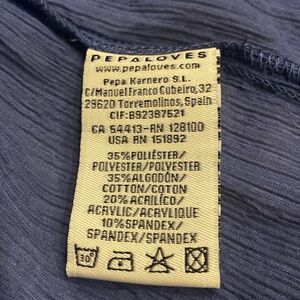 PEPALOVES
www.pepaloves.com
Pepa Karnero S.L.
C/Manuel Franco Cubeiro, 32
29620 Torremolinos, Spain
CIF: B92387521
CA 54413-RN 128100
USA RN 151892
35% POLIÉSTER/
POLYESTER/POLYESTER
35% ALGODÓN/
COTTON/COTON
20% ACRILÍCO/
ACRYLIC/ACRYLIQUE
10% SPANDEX/
SPANDEX/SPANDEX
30°